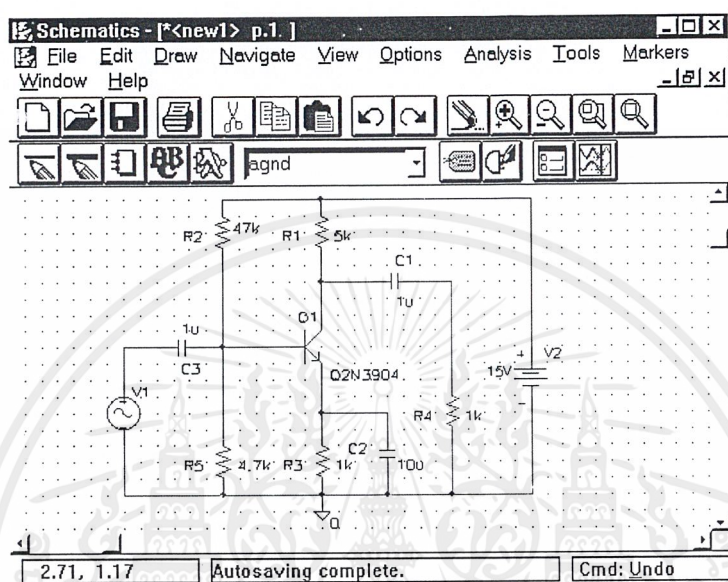 Schematics - [*<new1> p.1. ]
File Edit Draw Navigate View Options Analysis Tools Markers
Window Help
ABC agnd
R2 47k R1 5k
C1
1u
Q1
1u
C3
Q2N3904
V1
+ V2
15V
-
R4 1k
R5 4.7k R3 1k C2 10u
0
2.71, 1.17 Autosaving complete. Cmd: Undo